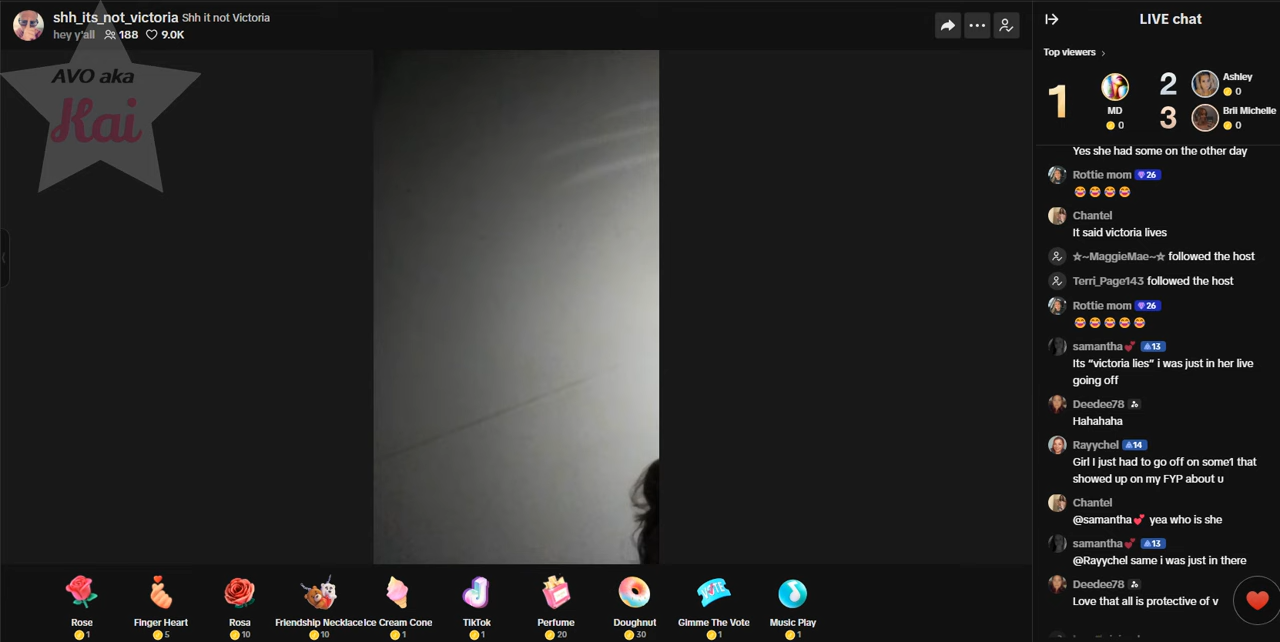 shh_its_not_victoria Shh it not Victoria
hey y'all 188 9.0K
AVO aka
Kai
LIVE chat
Top viewers >
1
MD
0
2
Ashley
0
3
Bril Michelle
0
Yes she had some on the other day
Rottie mom 26
Chantel
It said victoria lives
☆~MaggieMae~☆ followed the host
Terri_Page143 followed the host
Rottie mom 26
samantha💕 13
Its “victoria lies” i was just in her live
going off
Deedee78
Hahahaha
Rayychel 14
Girl I just had to go off on some1 that
showed up on my FYP about u
Chantel
@samantha💕 yea who is she
samantha💕 13
@Rayychel same i was just in there
Deedee78
Love that all is protective of v
Rose
1
Finger Heart
5
Rosa
10
Friendship Necklace
10
Ice Cream Cone
1
TikTok
1
Perfume
20
Doughnut
30
VOTE
Gimme The Vote
1
Music Play
1